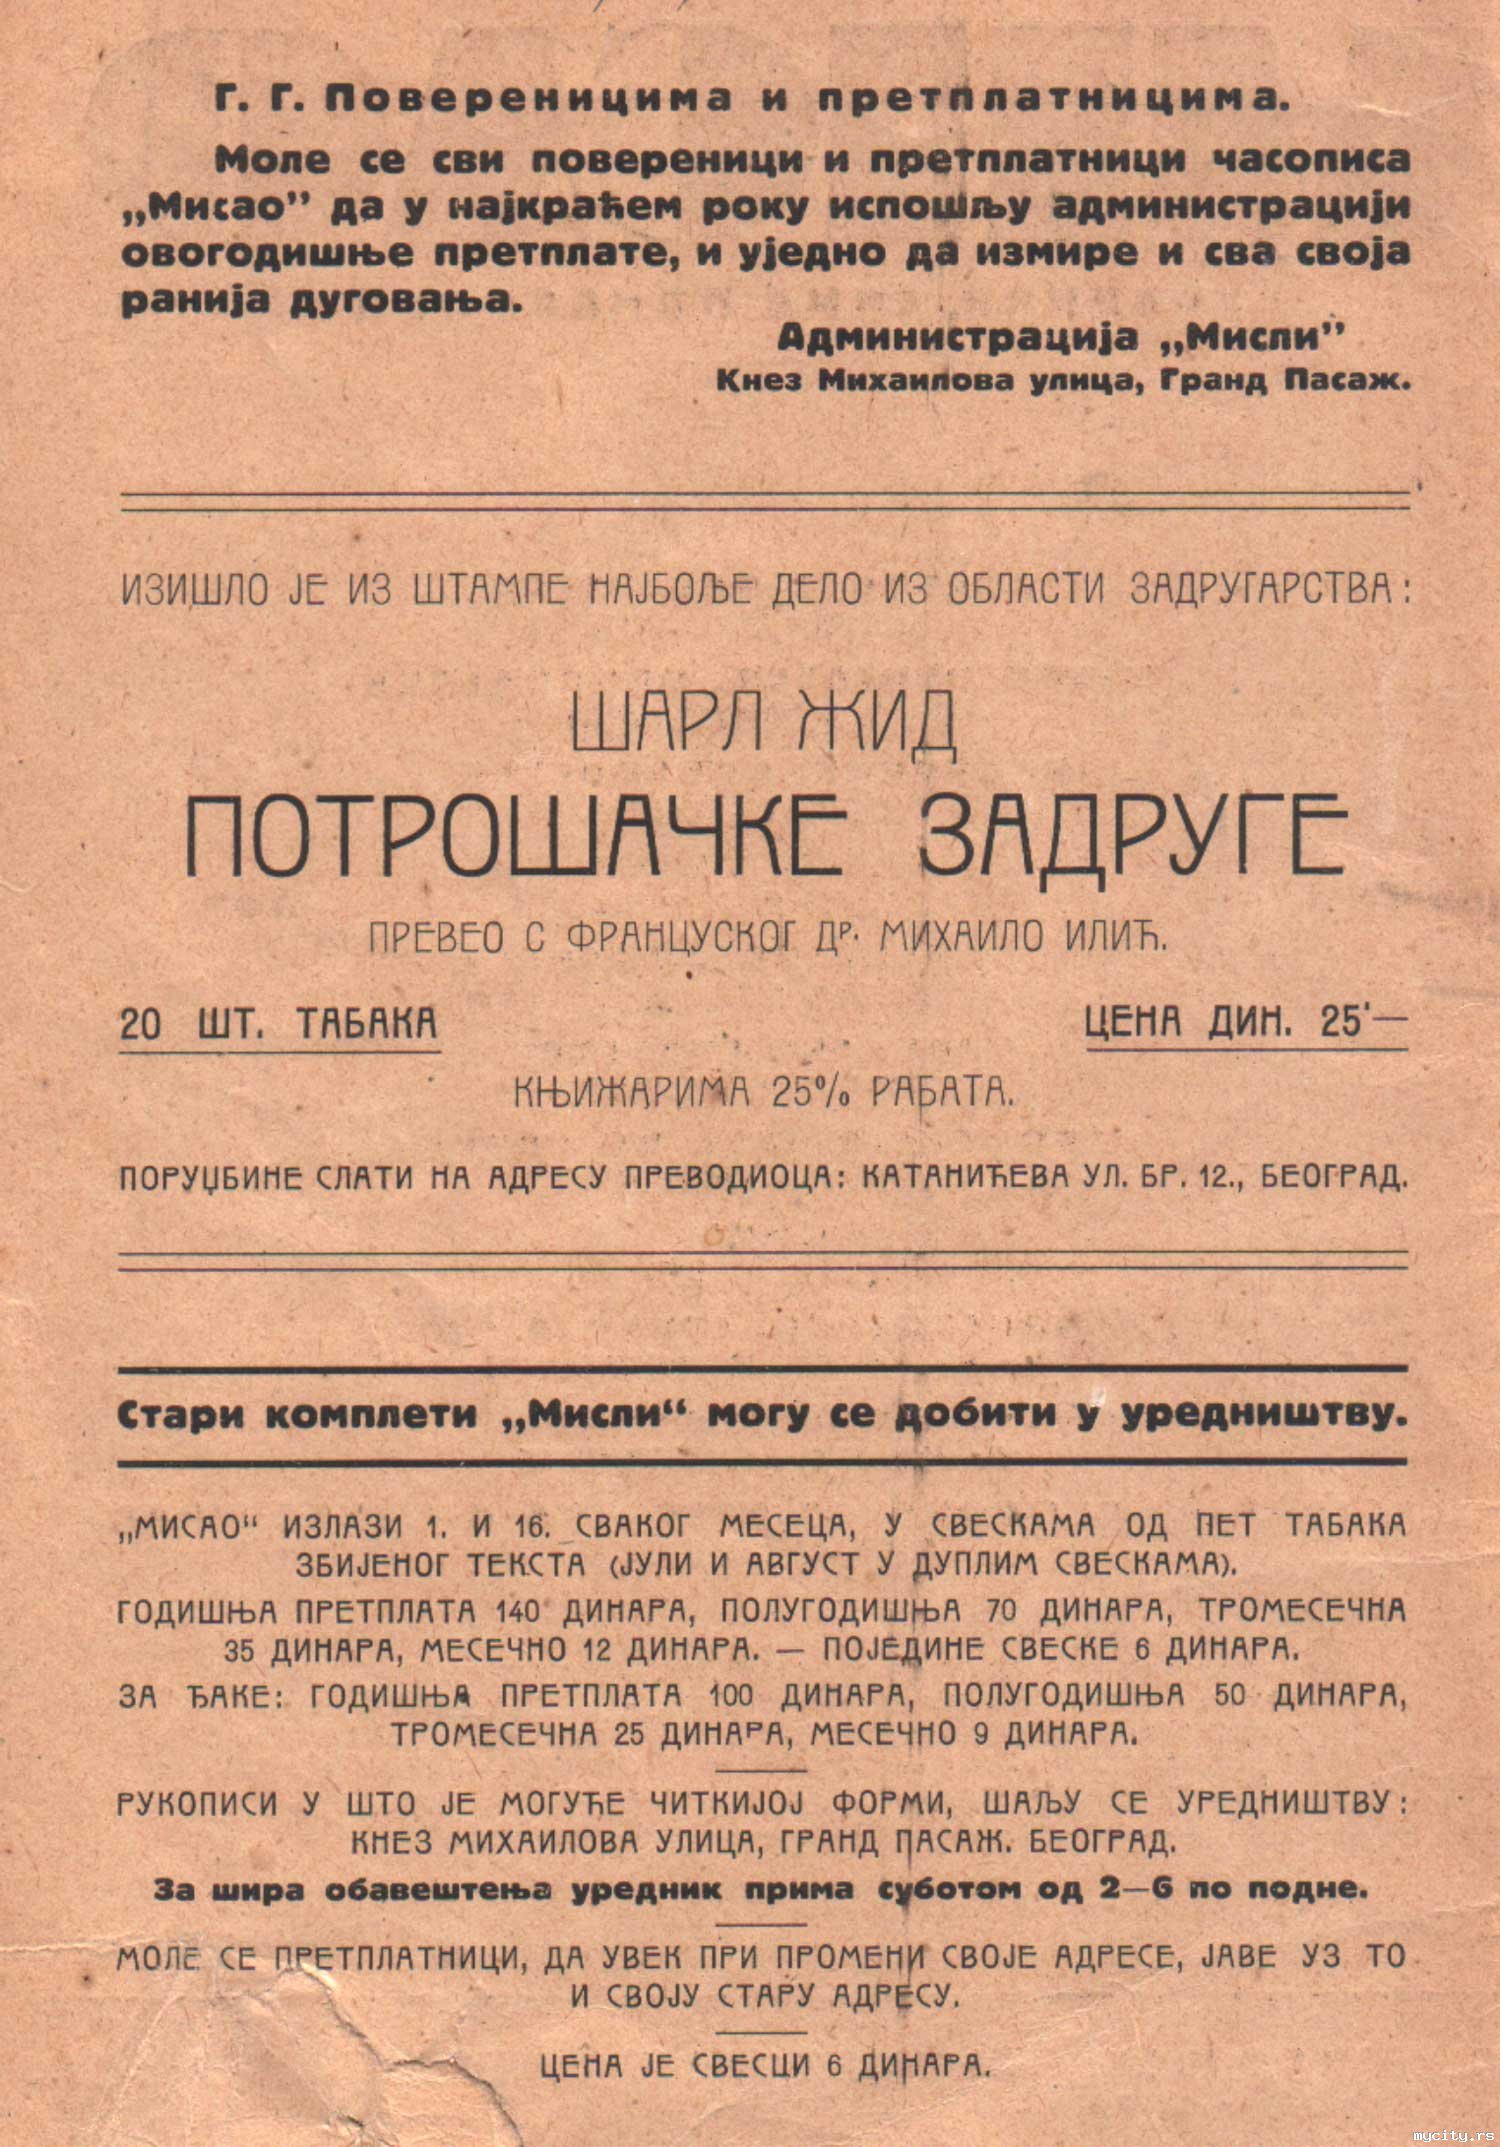 Г. Г. Повереницима и претплатницима.
Моле се сви повереници и претплатници часописа
„Мисао” да у најкраћем року испошљу администрацији
овогодишње претплате, и уједно да измире и сва своја
ранија дуговања.
Администрација „Мисли”
Кнез Михаилова улица, Гранд Пасаж.
ИЗИШЛО ЈЕ ИЗ ШТАМПЕ НАЈБОЉЕ ДЕЛО ИЗ ОБЛАСТИ ЗАДРУГАРСТВА:
ШАРЛ ЖИД
ПОТРОШАЧКЕ ЗАДРУГЕ
ПРЕВЕО С ФРАНЦУСКОГ ДР. МИХАИЛО ИЛИЋ.
20 ШТ. ТАБАКА ЦЕНА ДИН. 25·—
КЊИЖАРИМА 25% РАБАТА.
ПОРУЏБИНЕ СЛАТИ НА АДРЕСУ ПРЕВОДИОЦА: КАТАНИЋЕВА УЛ. БР. 12., БЕОГРАД.
Стари комплети „Мисли“ могу се добити у уредништву.
„МИСАО“ ИЗЛАЗИ 1. И 16. СВАКОГ МЕСЕЦА, У СВЕСКАМА ОД ПЕТ ТАБАКА
ЗБИЈЕНОГ ТЕКСТА (ЈУЛИ И АВГУСТ У ДУПЛИМ СВЕСКАМА).
ГОДИШЊА ПРЕТПЛАТА 140 ДИНАРА, ПОЛУГОДИШЊА 70 ДИНАРА, ТРОМЕСЕЧНА
35 ДИНАРА, МЕСЕЧНО 12 ДИНАРА. — ПОЈЕДИНЕ СВЕСКЕ 6 ДИНАРА.
ЗА ЂАКЕ: ГОДИШЊА ПРЕТПЛАТА 100 ДИНАРА, ПОЛУГОДИШЊА 50 ДИНАРА,
ТРОМЕСЕЧНА 25 ДИНАРА, МЕСЕЧНО 9 ДИНАРА.
РУКОПИСИ У ШТО ЈЕ МОГУЋЕ ЧИТКИЈОЈ ФОРМИ, ШАЉУ СЕ УРЕДНИШТВУ:
КНЕЗ МИХАИЛОВА УЛИЦА, ГРАНД ПАСАЖ. БЕОГРАД.
За шира обавештења уредник прима суботом од 2—6 по подне.
МОЛЕ СЕ ПРЕТПЛАТНИЦИ, ДА УВЕК ПРИ ПРОМЕНИ СВОЈЕ АДРЕСЕ, ЈАВЕ УЗ ТО
И СВОЈУ СТАРУ АДРЕСУ.
ЦЕНА ЈЕ СВЕСЦИ 6 ДИНАРА.
mycity.rs